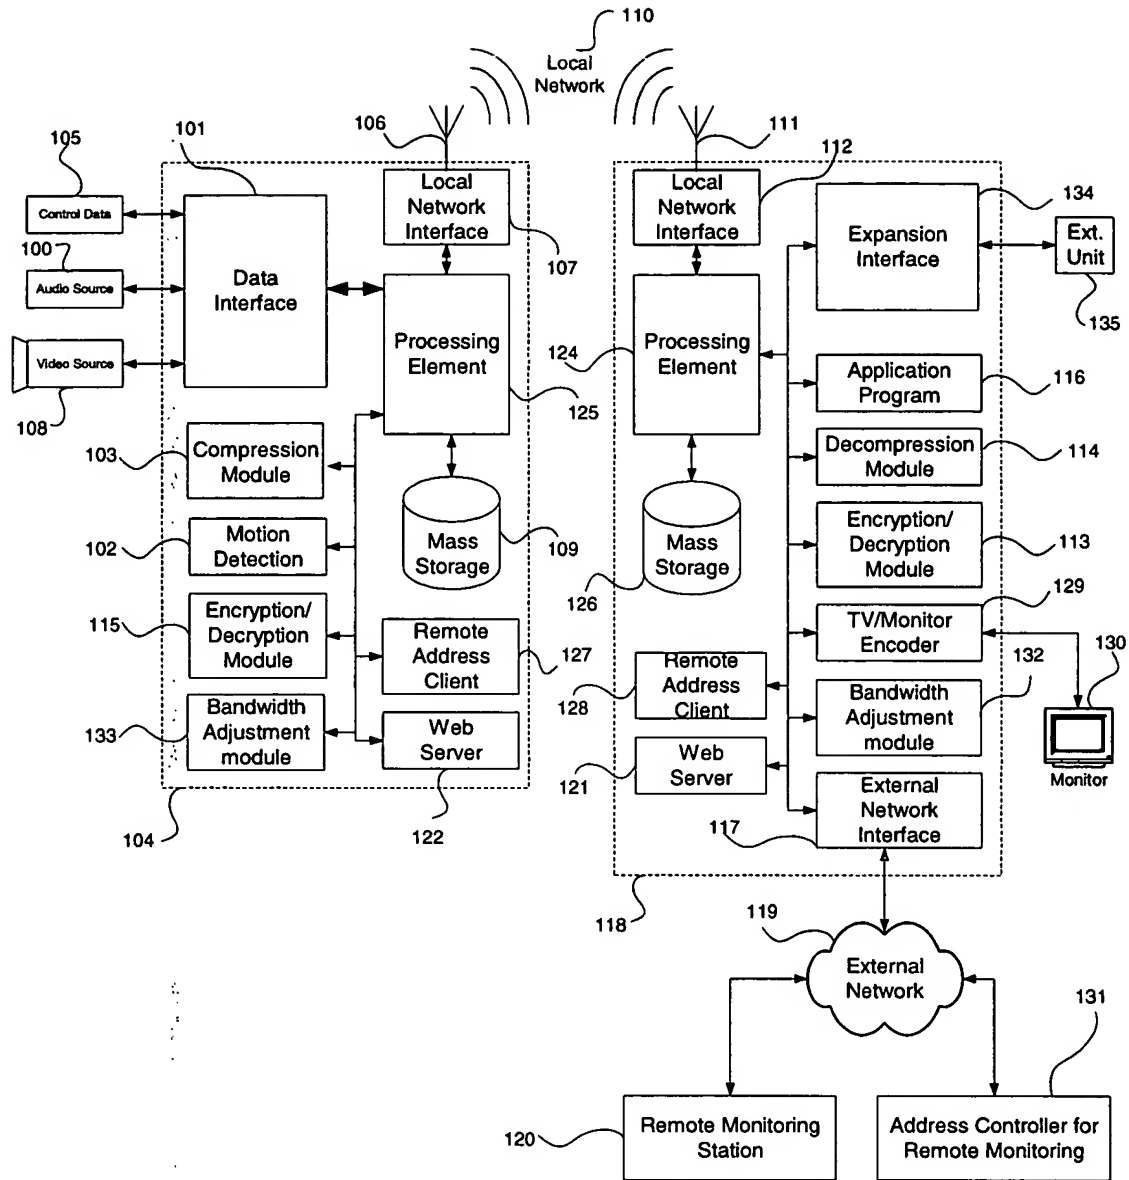 110
Local
Network
106
111
101
105
112
Control Data
100
Audio Source
Video Source
108
Data
Interface
Local
Network
Interface
107
Processing
Element
125
103
Compression
Module
102
Motion
Detection
Mass
Storage
109
115
Encryption/
Decryption
Module
Remote
Address
Client
127
133
Bandwidth
Adjustment
module
Web
Server
122
104
Local
Network
Interface
Expansion
Interface
134
Ext.
Unit
135
124
Processing
Element
Application
Program
116
Decompression
Module
114
Mass
Storage
126
Encryption/
Decryption
Module
113
129
TV/Monitor
Encoder
132
130
Monitor
Remote
Address
Client
128
Bandwidth
Adjustment
module
Web
Server
121
External
Network
Interface
117
118
119
External
Network
131
120
Remote Monitoring
Station
Address Controller for
Remote Monitoring